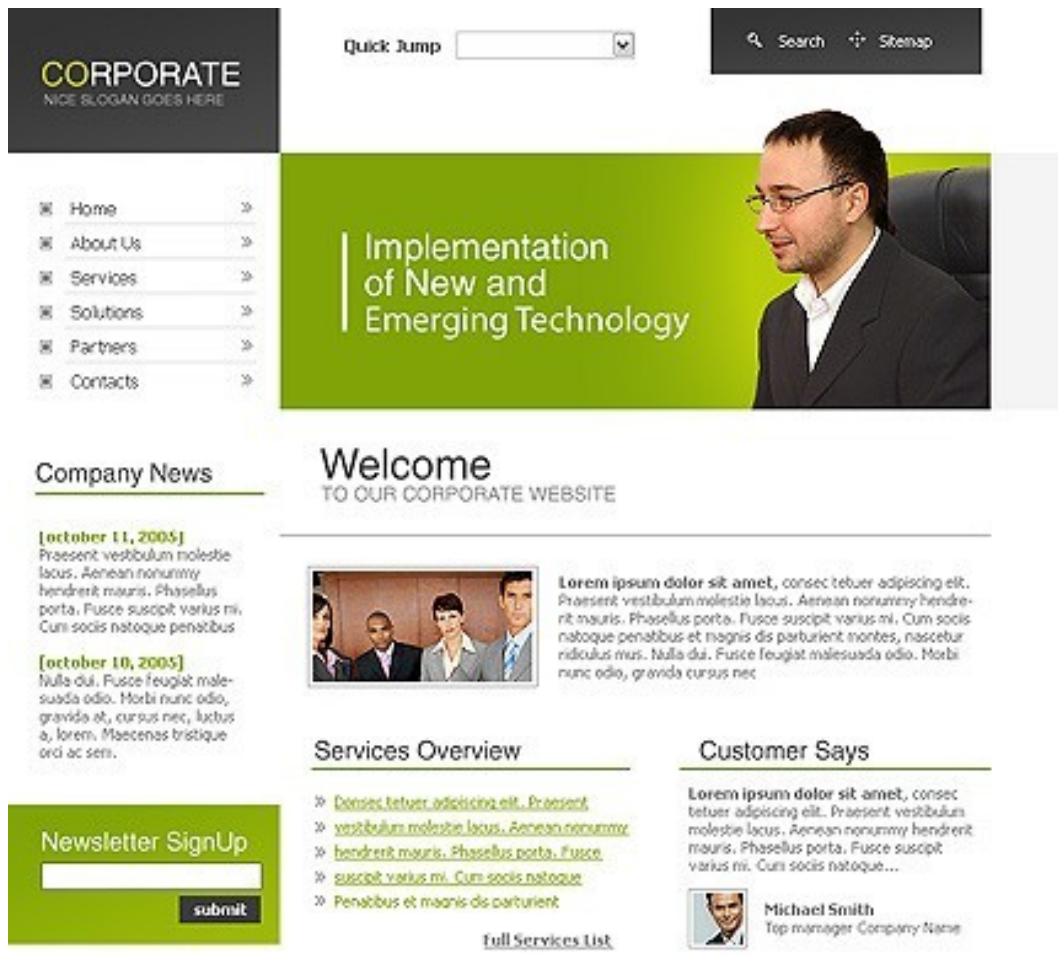 CORPORATE
NICE SLOGAN GOES HERE
Quick Jump
Search
Sitemap
Home
About Us
Services
Solutions
Partners
Contacts
Implementation
of New and
Emerging Technology
Company News
[october 11, 2005]
Praesent vestibulum molestie
lacus. Aenean nonummy
hendrerit mauris. Phasellus
porta. Fusce suscipit varius mi.
Cum sociis natoque penatibus
[october 10, 2005]
Nulla dui. Fusce feugiat male-
suada odio. Morbi nunc odio,
gravida at, cursus nec, luctus
a, lorem. Maecenas tristique
orci ac sem.
Newsletter SignUp
submit
Welcome
TO OUR CORPORATE WEBSITE
Lorem ipsum dolor sit amet, consec tetuer adipiscing elit.
Praesent vestibulum molestie lacus. Aenean nonummy hendre-
rit mauris. Phasellus porta. Fusce suscipit varius mi. Cum sociis
natoque penatibus et magnis dis parturient montes, nascetur
ridiculus mus. Nulla dui. Fusce feugiat malesuada odio. Morbi
nunc odio, gravida cursus nec
Services Overview
Consec tetuer adipiscing elit. Praesent
vestibulum molestie lacus. Aenean nonummy
hendrerit mauris. Phasellus porta. Fusce
suscipit varius mi. Cum sociis natoque
Penatibus et magnis dis parturient
Full Services List
Customer Says
Lorem ipsum dolor sit amet, consec
tetuer adipiscing elit. Praesent vestibulum
molestie lacus. Aenean nonummy hendrerit
mauris. Phasellus porta. Fusce suscipit
varius mi. Cum sociis natoque...
Michael Smith
Top manager Company Name